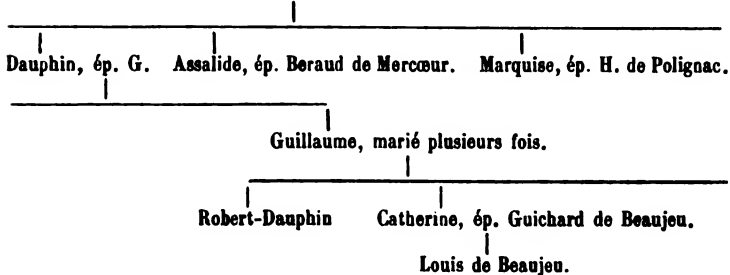 Dauphin, ép. G. Assalide, ép. Beraud de Mercœur. Marquise, ép. H. de Polignac.
Guillaume, marié plusieurs fois.
Robert-Dauphin Catherine, ép. Guichard de Beaujeu.
Louis de Beaujeu.